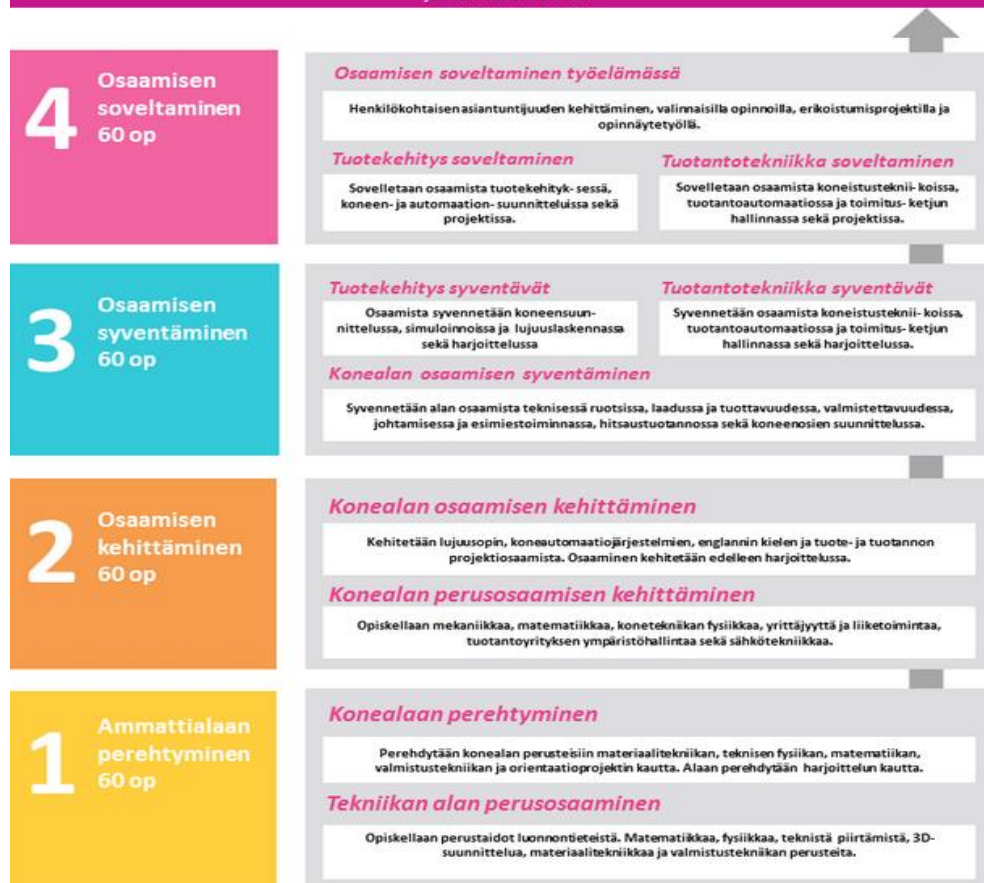 4
Osaamisen
soveltaminen
60 op
Osaamisen soveltaminen työelämässä
Henkilökohtaisen asiantuntijuuden kehittäminen, valinnaisilla opinnoilla, erikoistumisprojektilla ja
opinnäytetyöllä.
Tuotekehitys soveltaminen
Sovelletaan osaamista tuotekehityk- sessä,
koneen- ja automaation- suunnitteluissa sekä
projektissa.
Tuotantotekniikka soveltaminen
Sovelletaan osaamista koneistusteknii- koissa,
tuotantoautomaatiossa ja toimitus- ketjun
hallinnassa sekä projektissa.
3
Osaamisen
syventäminen
60 op
Tuotekehitys syventävät
Osaamista syvennetään koneensuun-
nittelussa, simuloinnoissa ja lujuuslaskennassa
sekä harjoittelussa
Tuotantotekniikka syventävät
Syvennetään osaamista koneistusteknii- koissa,
tuotantoautomaatiossa ja toimitus- ketjun
hallinnassa sekä harjoittelussa.
Konealan osaamisen syventäminen
Syvennetään alan osaamista teknisessä ruotsissa, laadussa ja tuottavuudessa, valmistettavuudessa,
johtamisessa ja esimiestoiminnassa, hitsaustuotannossa sekä koneenosien suunnittelussa.
2
Osaamisen
kehittäminen
60 op
Konealan osaamisen kehittäminen
Kehitetään lujuusopin, koneautomaatiojärjestelmien, englannin kielen ja tuote- ja tuotannon
projektiosaamista. Osaaminen kehitetään edelleen harjoittelussa.
Konealan perusosaamisen kehittäminen
Opiskellaan mekaniikkaa, matematiikkaa, konetekniikan fysiikkaa, yrittäjyyttä ja liiketoimintaa,
tuotantoyrityksen ympäristöhallintaa sekä sähkötekniikkaa.
1
Ammattialaan
perehtyminen
60 op
Konealaan perehtyminen
Perehdytään konealan perusteisiin materiaalitekniikan, teknisen fysiikan, matematiikan,
valmistustekniikan ja orientaatioprojektin kautta. Alaan perehdytään harjoittelun kautta.
Tekniikan alan perusosaaminen
Opiskellaan perustaidot luonnontieteistä. Matematiikkaa, fysiikkaa, teknistä piirtämistä, 3D-
suunnittelua, materiaalitekniikkaa ja valmistustekniikan perusteita.